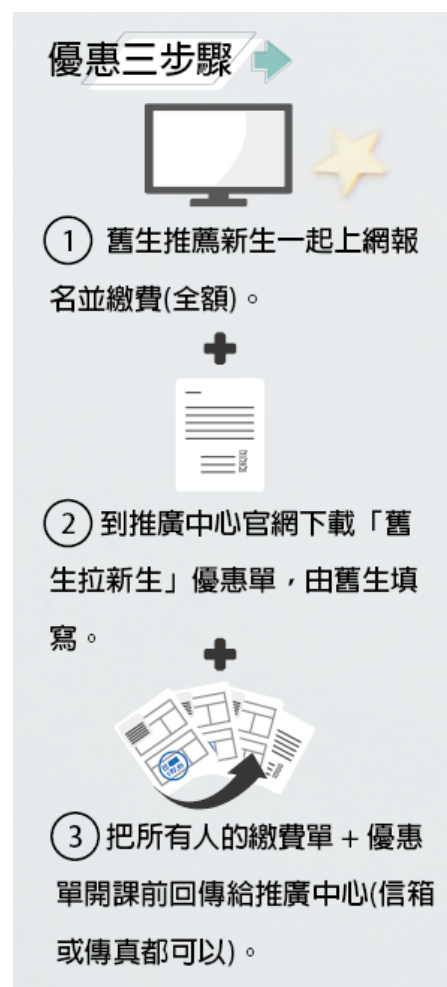 優惠三步驟
1 舊生推薦新生一起上網報
名並繳費(全額)。
2 到推廣中心官網下載「舊
生拉新生」優惠單，由舊生填
寫。
3 把所有人的繳費單 + 優惠
單開課前回傳給推廣中心(信箱
或傳真都可以)。